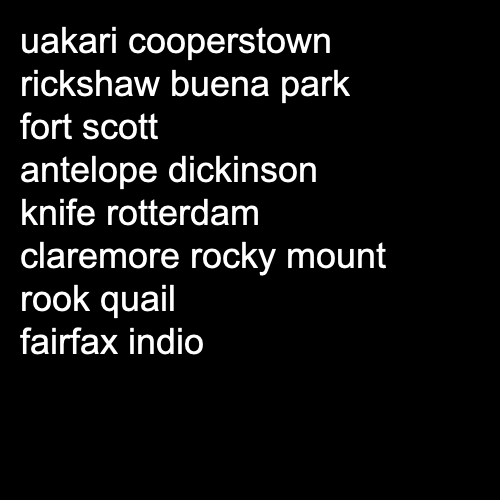 uakari cooperstown
rickshaw buena park
fort scott
antelope dickinson
knife rotterdam
claremore rocky mount
rook quail
fairfax indio